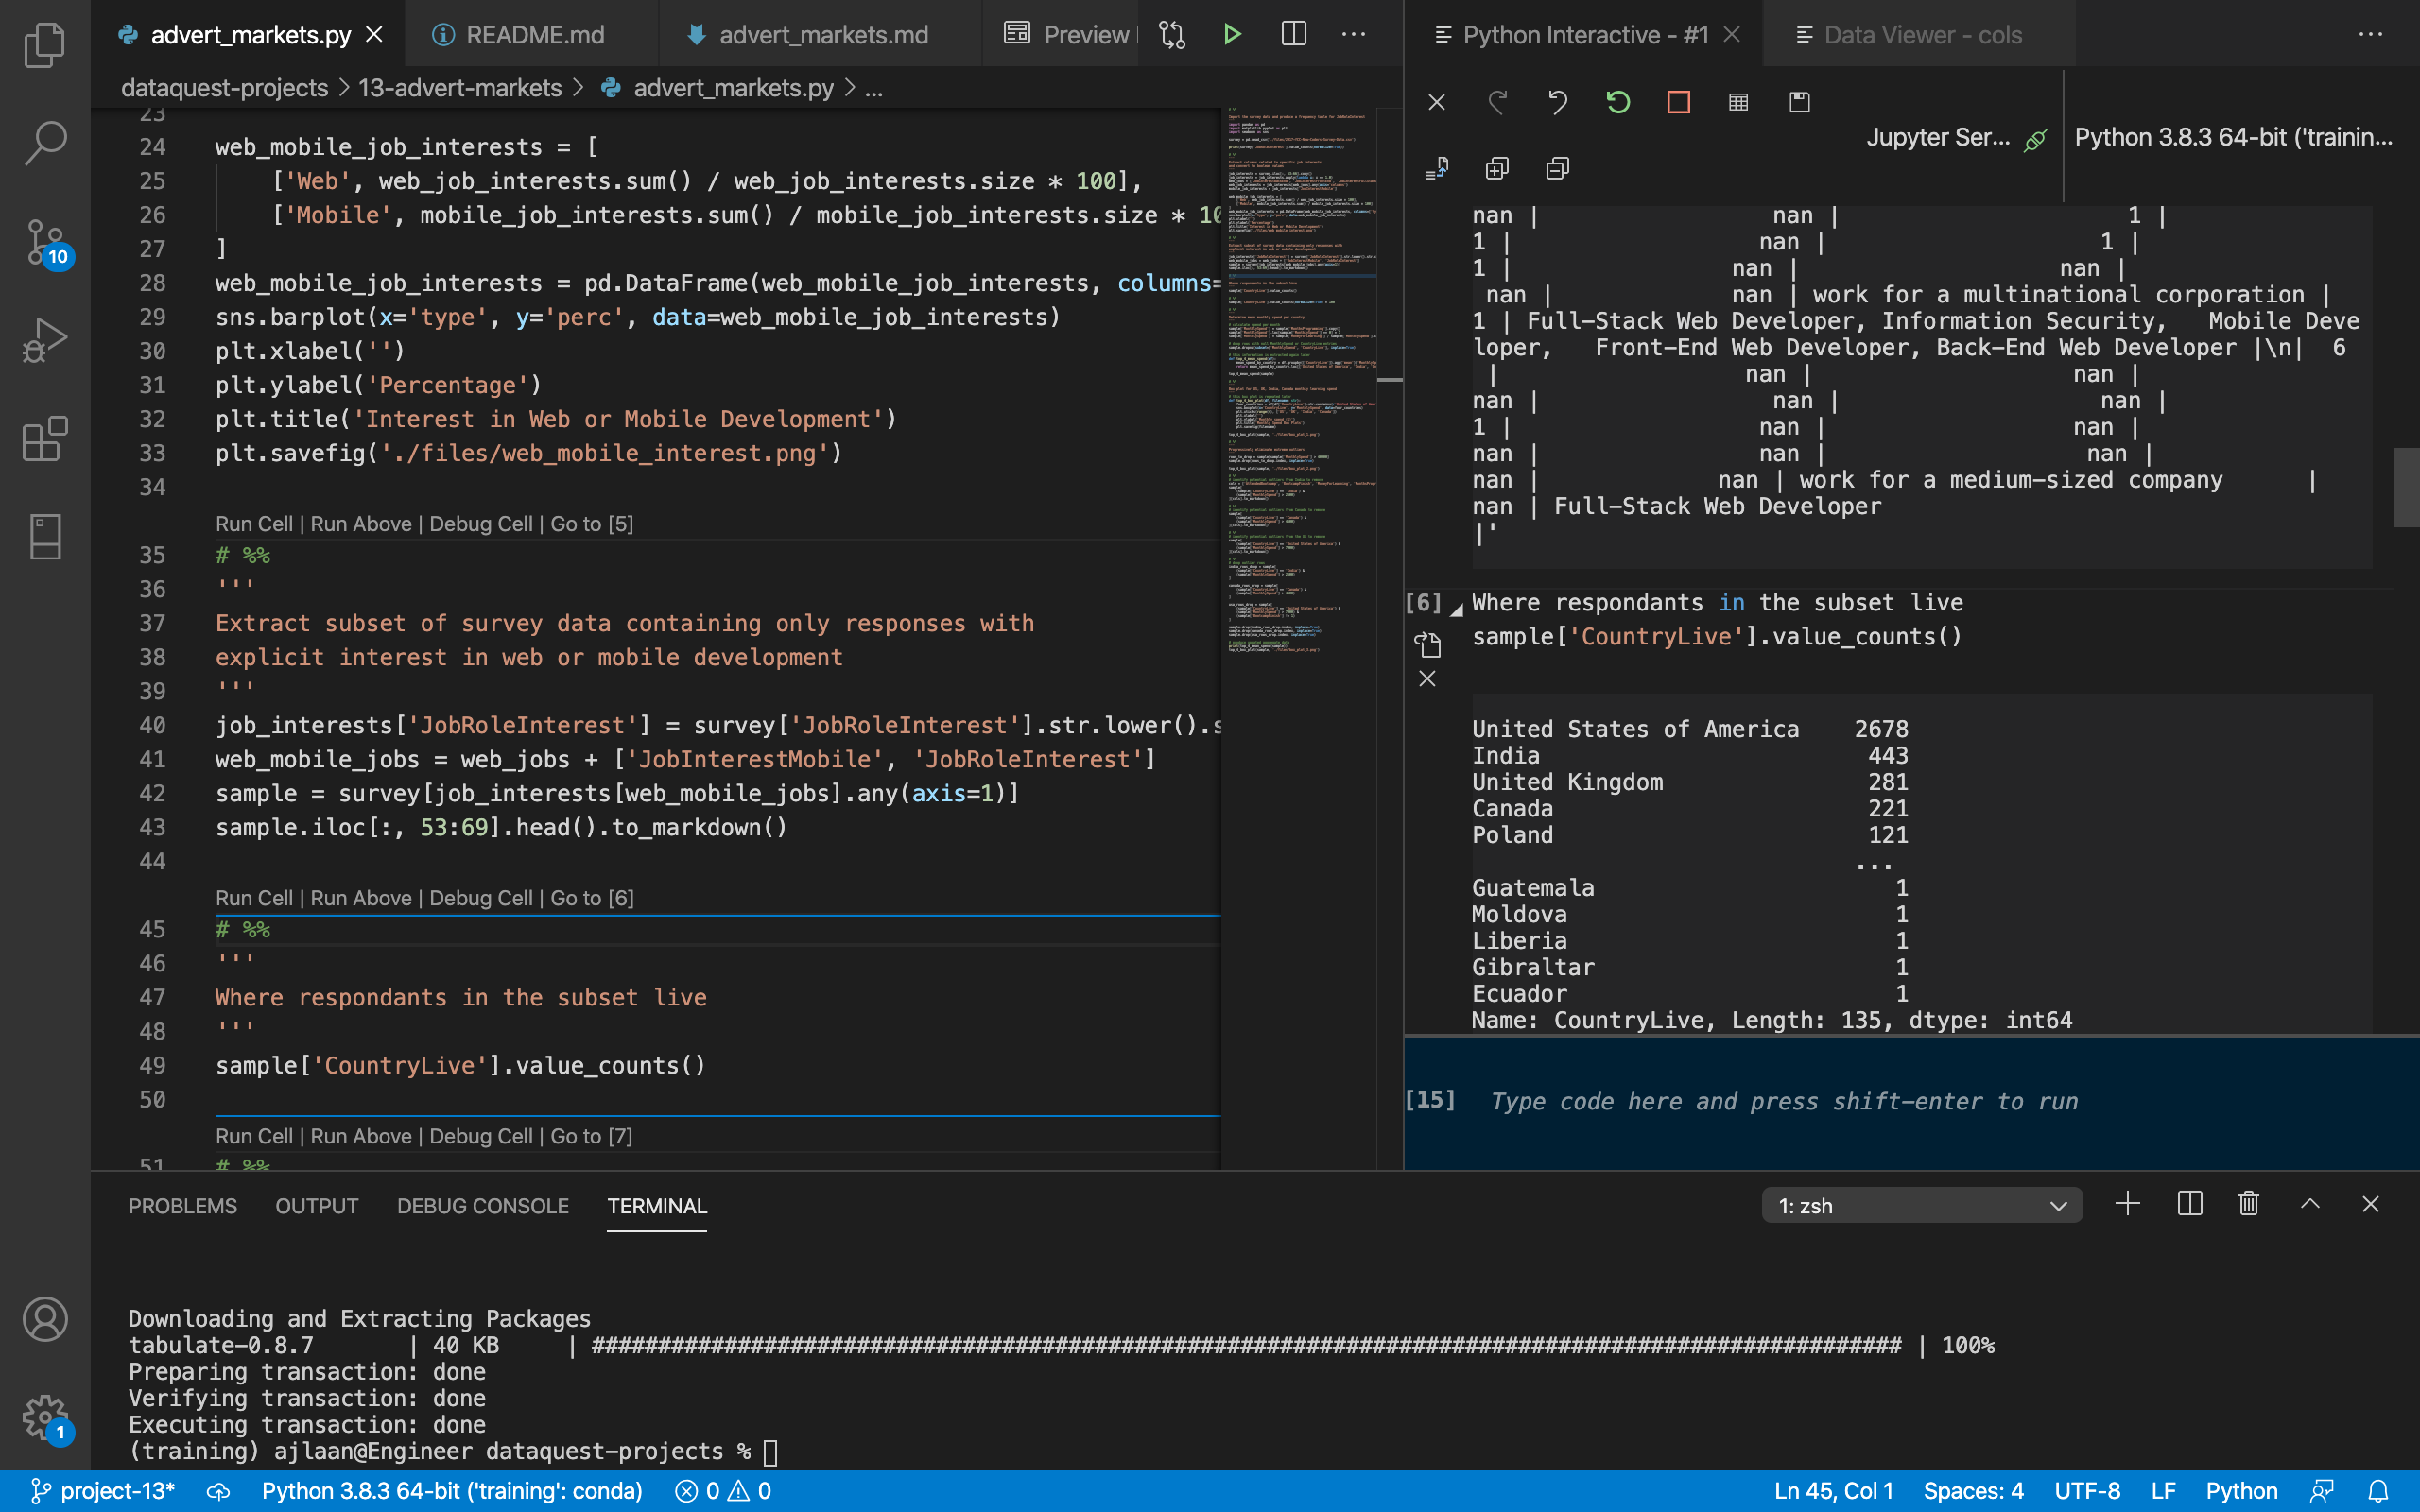 advert_markets.py
README.md
advert_markets.md
Preview
Python Interactive - #1
Data Viewer - cols
dataquest-projects > 13-advert-markets > advert_markets.py > ...
Jupyter Ser... Python 3.8.3 64-bit ('trainin...
10
23
24 web_mobile_job_interests = [
25 ['Web', web_job_interests.sum() / web_job_interests.size * 100],
26 ['Mobile', mobile_job_interests.sum() / mobile_job_interests.size * 10
27 ]
28 web_mobile_job_interests = pd.DataFrame(web_mobile_job_interests, columns=
29 sns.barplot(x='type', y='perc', data=web_mobile_job_interests)
30 plt.xlabel('')
31 plt.ylabel('Percentage')
32 plt.title('Interest in Web or Mobile Development')
33 plt.savefig('./files/web_mobile_interest.png')
34
Run Cell | Run Above | Debug Cell | Go to [5]
35 # %%
36 '''
37 Extract subset of survey data containing only responses with
38 explicit interest in web or mobile development
39 '''
40 job_interests['JobRoleInterest'] = survey['JobRoleInterest'].str.lower().s
41 web_mobile_jobs = web_jobs + ['JobInterestMobile', 'JobRoleInterest']
42 sample = survey[job_interests[web_mobile_jobs].any(axis=1)]
43 sample.iloc[:, 53:69].head().to_markdown()
44
Run Cell | Run Above | Debug Cell | Go to [6]
45 # %%
46 '''
47 Where respondants in the subset live
48 '''
49 sample['CountryLive'].value_counts()
50
Run Cell | Run Above | Debug Cell | Go to [7]
51 # %%
nan | nan | 1 |
1 | nan | 1 |
1 | nan | nan |
nan | nan | work for a multinational corporation |
1 | Full-Stack Web Developer, Information Security, Mobile Deve
loper, Front-End Web Developer, Back-End Web Developer |\n| 6
| nan | nan |
nan | nan | nan |
1 | nan | nan |
nan | nan | nan |
nan | nan | work for a medium-sized company |
nan | Full-Stack Web Developer
|'
[6] Where respondants in the subset live
sample['CountryLive'].value_counts()
United States of America 2678
India 443
United Kingdom 281
Canada 221
Poland 121
...
Guatemala 1
Moldova 1
Liberia 1
Gibraltar 1
Ecuador 1
Name: CountryLive, Length: 135, dtype: int64
[15] Type code here and press shift-enter to run
PROBLEMS OUTPUT DEBUG CONSOLE TERMINAL 1: zsh
Downloading and Extracting Packages
tabulate-0.8.7 | 40 KB | ################################################################################################### | 100%
Preparing transaction: done
Verifying transaction: done
Executing transaction: done
(training) ajlaan@Engineer dataquest-projects %
1
project-13* Python 3.8.3 64-bit ('training': conda) 0 0 Ln 45, Col 1 Spaces: 4 UTF-8 LF Python